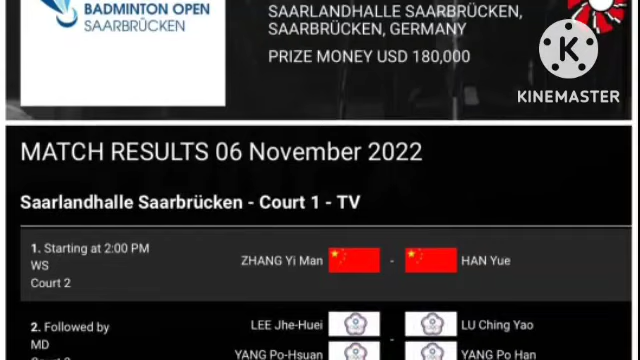 BADMINTON OPEN
SAARBRÜCKEN
SAARLANDHALLE SAARBRÜCKEN,
SAARBRÜCKEN, GERMANY
PRIZE MONEY USD 180,000
KINEMASTER
MATCH RESULTS 06 November 2022
Saarlandhalle Saarbrücken - Court 1 - TV
1. Starting at 2:00 PM
WS
Court 2
ZHANG Yi Man - HAN Yue
2. Followed by
MD
LEE Jhe-Huei - LU Ching Yao
YANG Po-Hsuan YANG Po Han